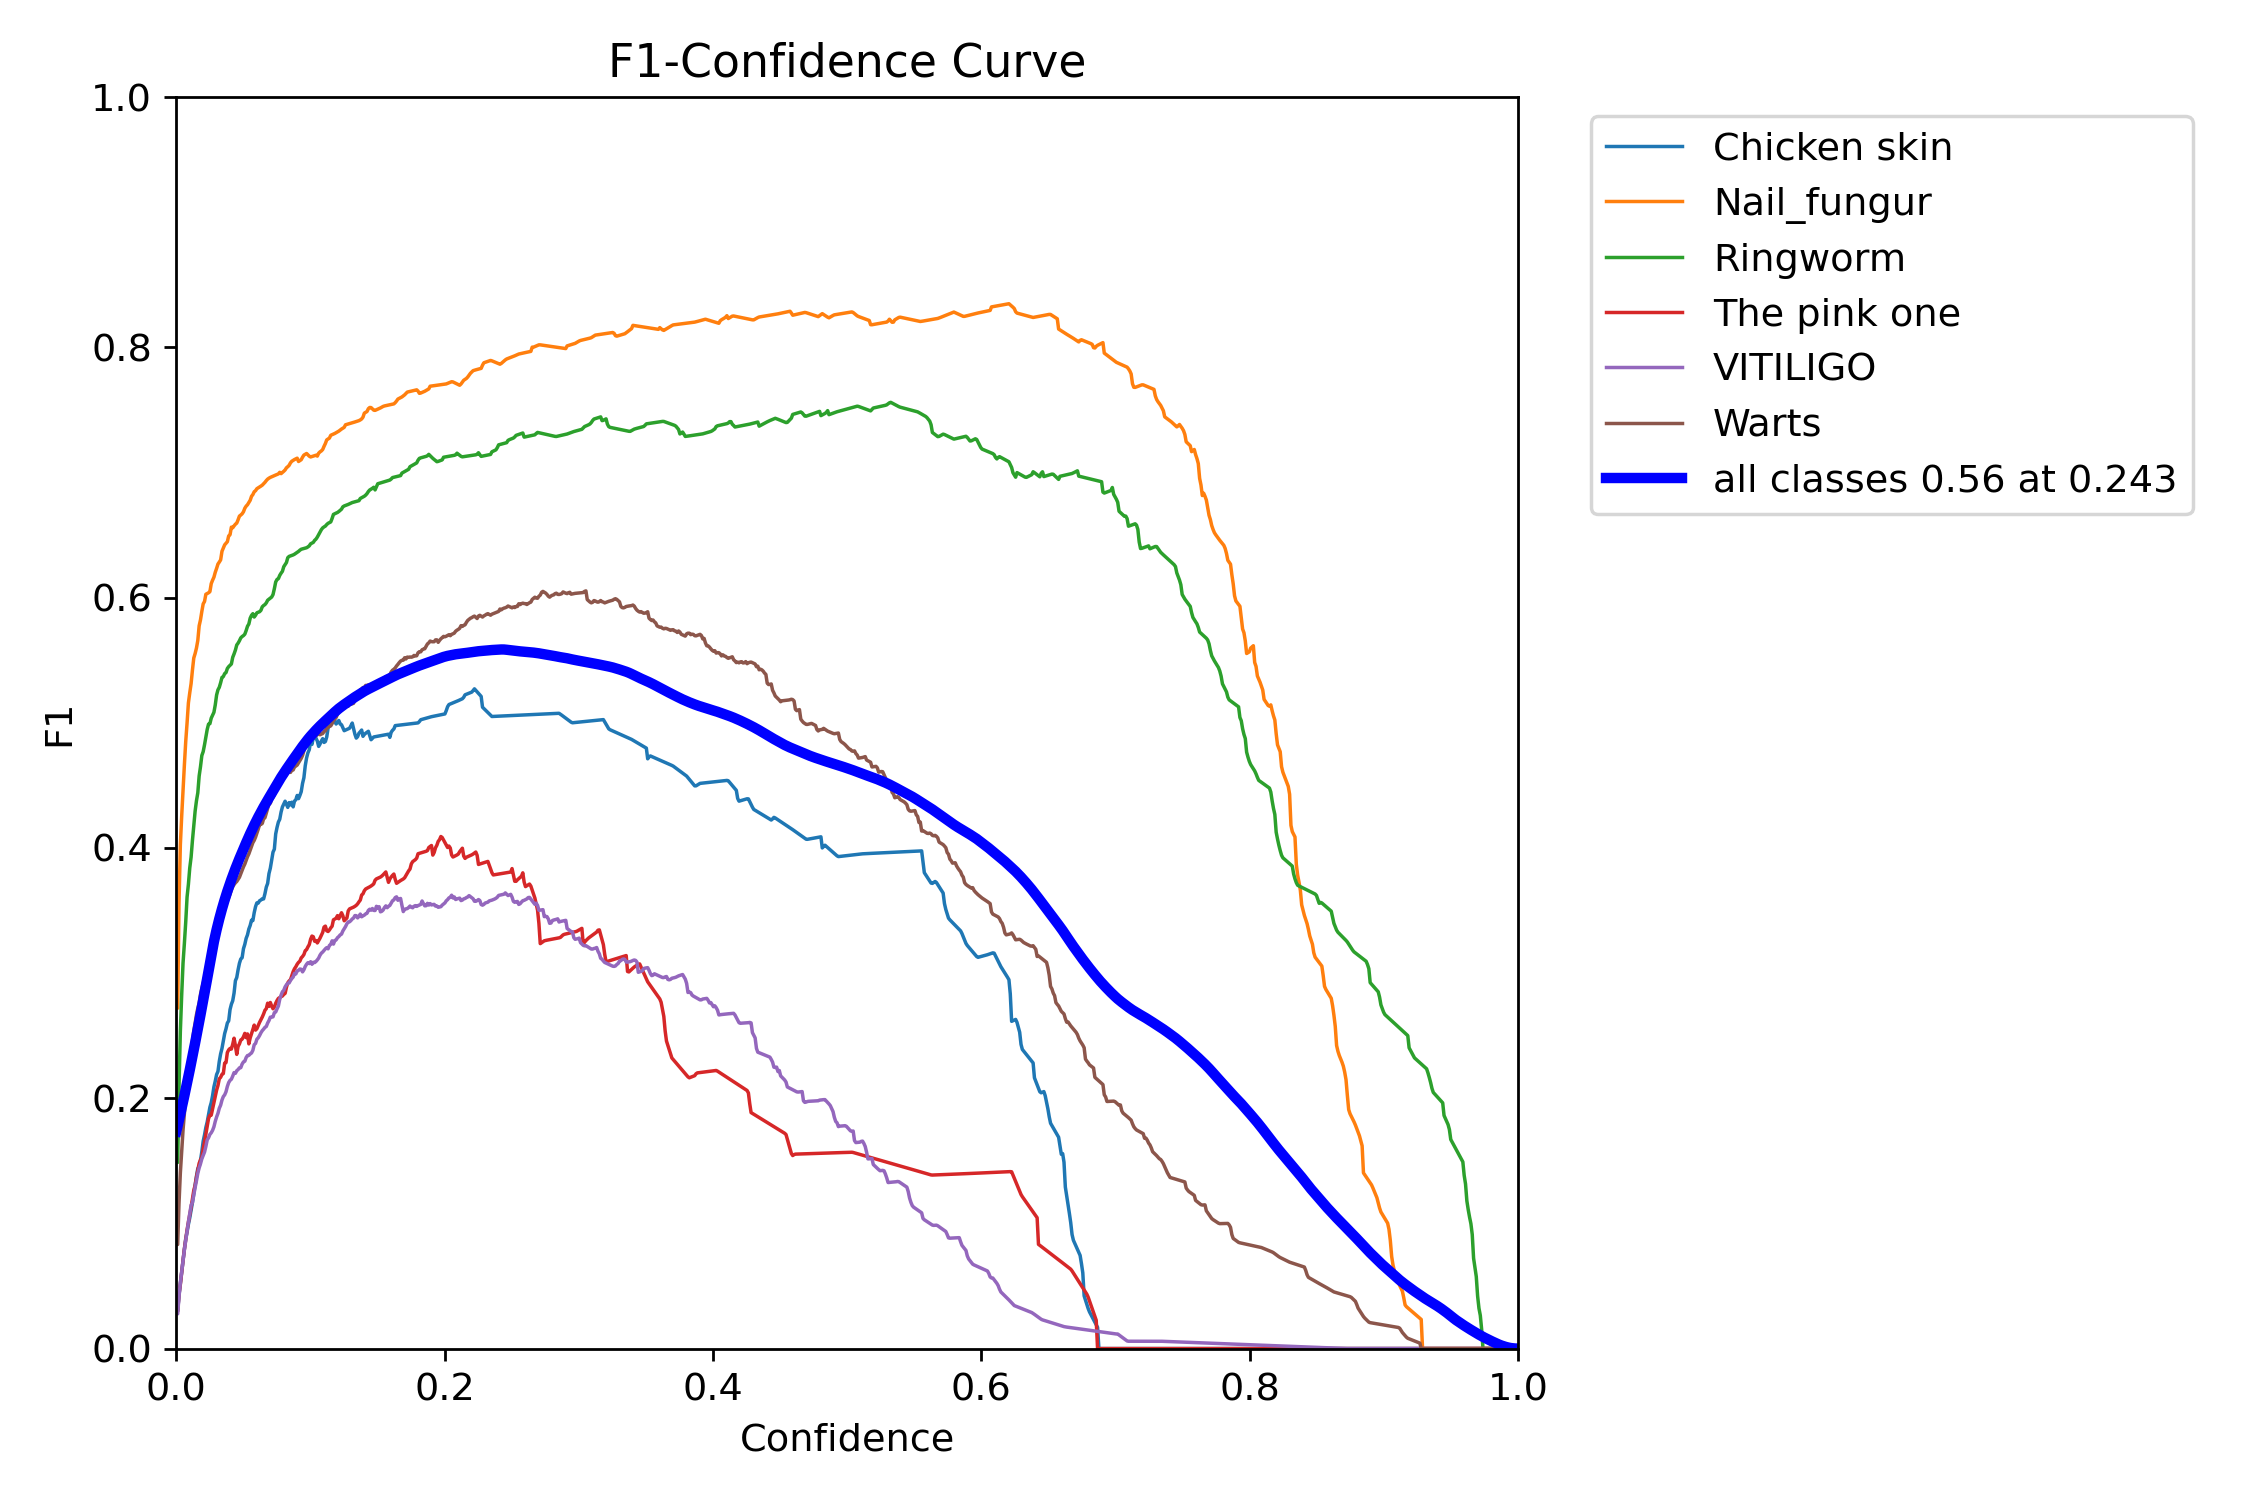 F1-Confidence Curve
1.0
0.8
0.6
0.4
0.2
0.0
F1
0.0 0.2 0.4 0.6 0.8 1.0
Confidence
Chicken skin
Nail_fungur
Ringworm
The pink one
VITILIGO
Warts
all classes 0.56 at 0.243